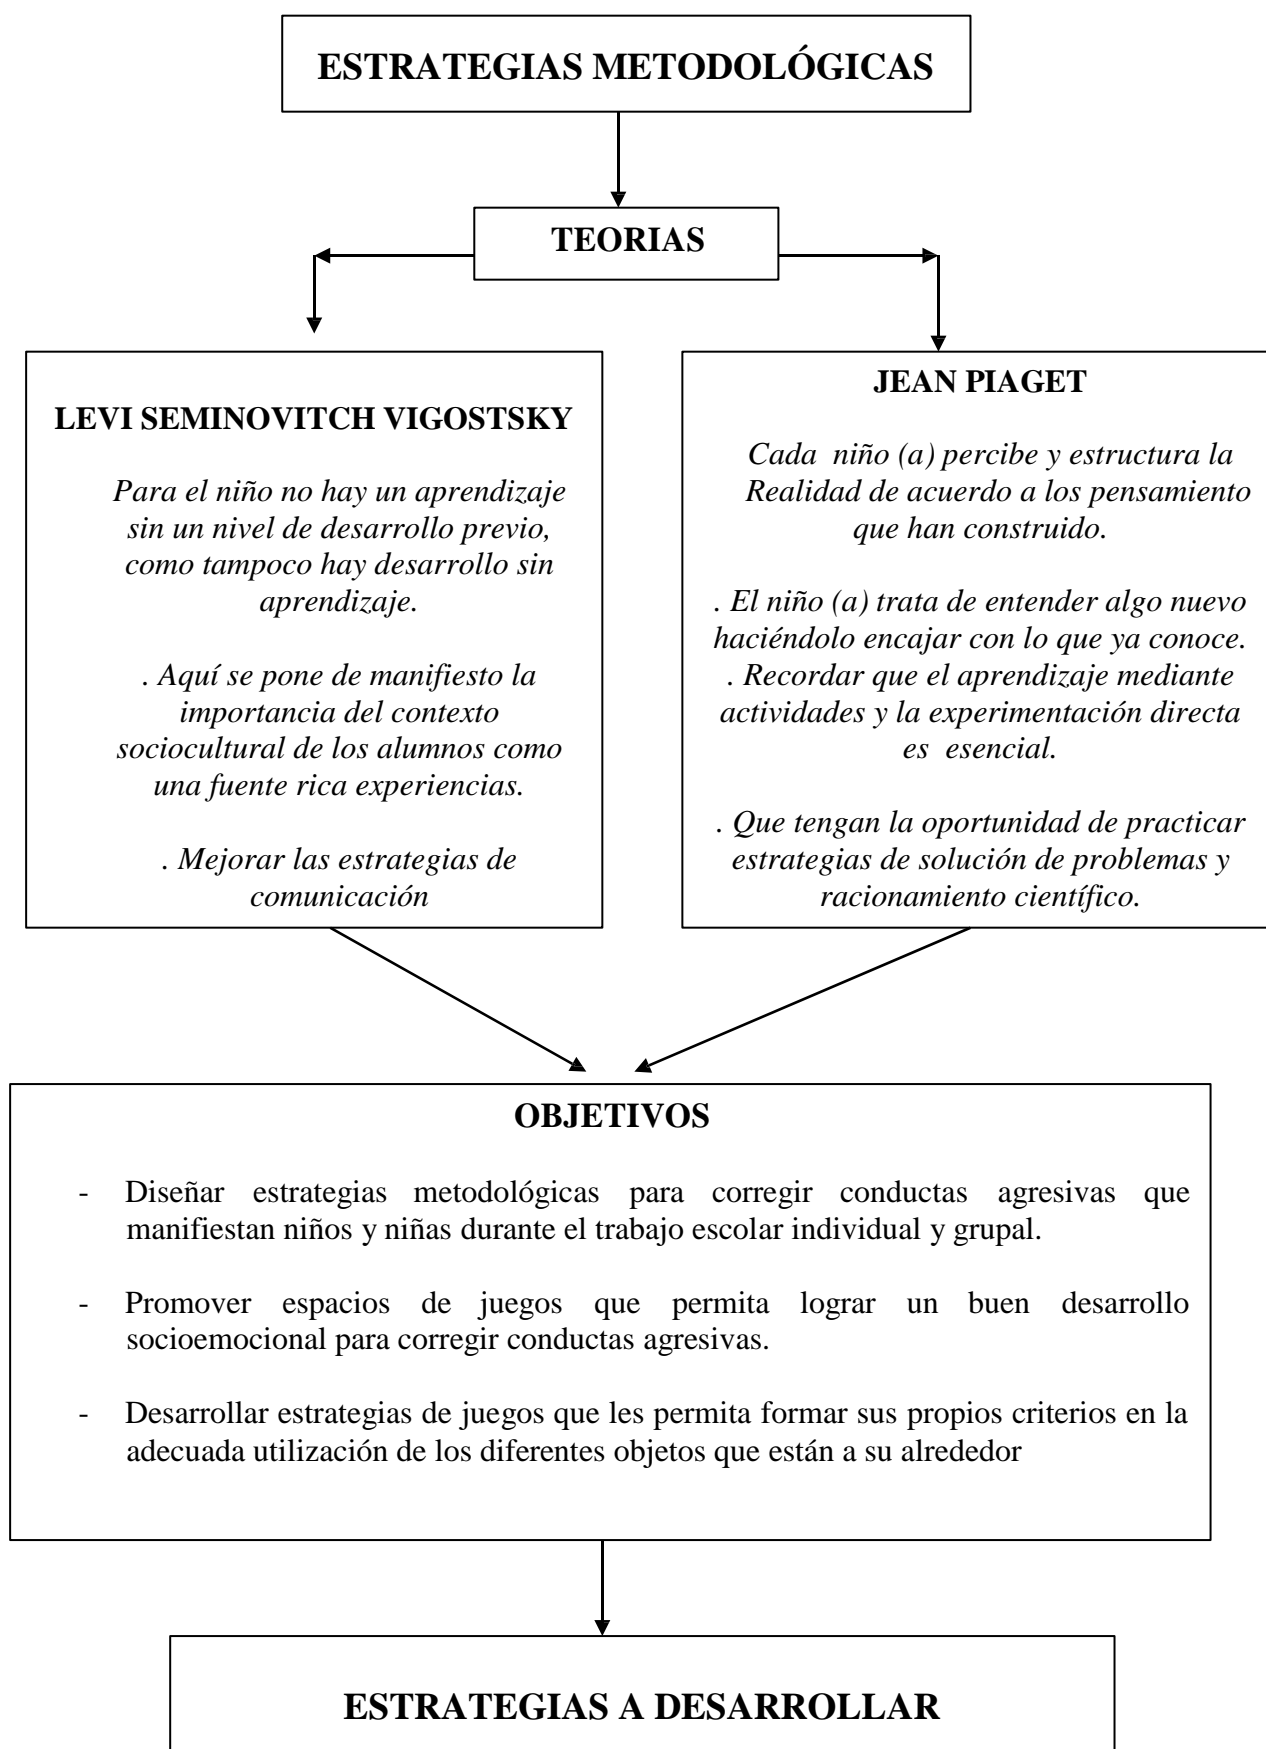 ESTRATEGIAS METODOLÓGICAS
TEORIAS
LEVI SEMINOVITCH VIGOSTSKY
Para el niño no hay un aprendizaje
sin un nivel de desarrollo previo,
como tampoco hay desarrollo sin
aprendizaje.
. Aquí se pone de manifiesto la
importancia del contexto
sociocultural de los alumnos como
una fuente rica experiencias.
. Mejorar las estrategias de
comunicación
JEAN PIAGET
Cada niño (a) percibe y estructura la
Realidad de acuerdo a los pensamiento
que han construido.
. El niño (a) trata de entender algo nuevo
haciéndolo encajar con lo que ya conoce.
. Recordar que el aprendizaje mediante
actividades y la experimentación directa
es esencial.
. Que tengan la oportunidad de practicar
estrategias de solución de problemas y
racionamiento científico.
OBJETIVOS
- Diseñar estrategias metodológicas para corregir conductas agresivas que
manifiestan niños y niñas durante el trabajo escolar individual y grupal.
- Promover espacios de juegos que permita lograr un buen desarrollo
socioemocional para corregir conductas agresivas.
- Desarrollar estrategias de juegos que les permita formar sus propios criterios en la
adecuada utilización de los diferentes objetos que están a su alrededor
ESTRATEGIAS A DESARROLLAR